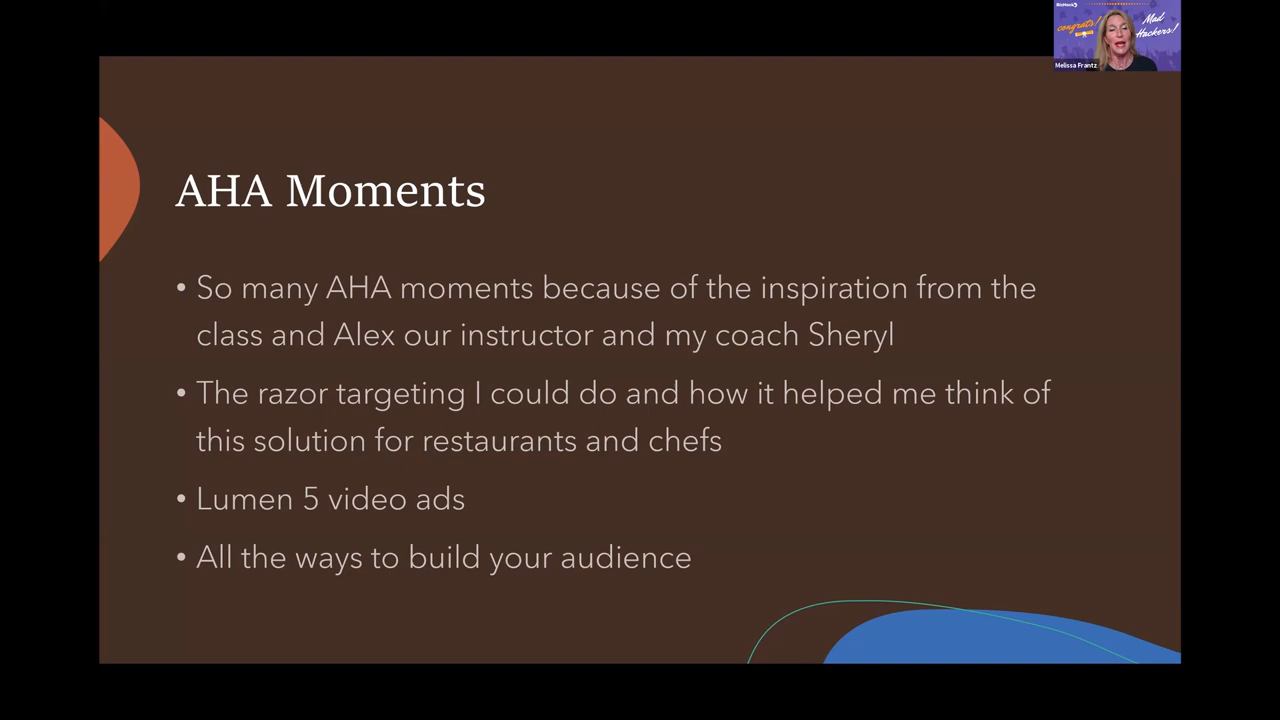 BizHack
congrats!
Mad
Hackers!
Melissa Frantz
AHA Moments
• So many AHA moments because of the inspiration from the
class and Alex our instructor and my coach Sheryl
• The razor targeting I could do and how it helped me think of
this solution for restaurants and chefs
• Lumen 5 video ads
• All the ways to build your audience